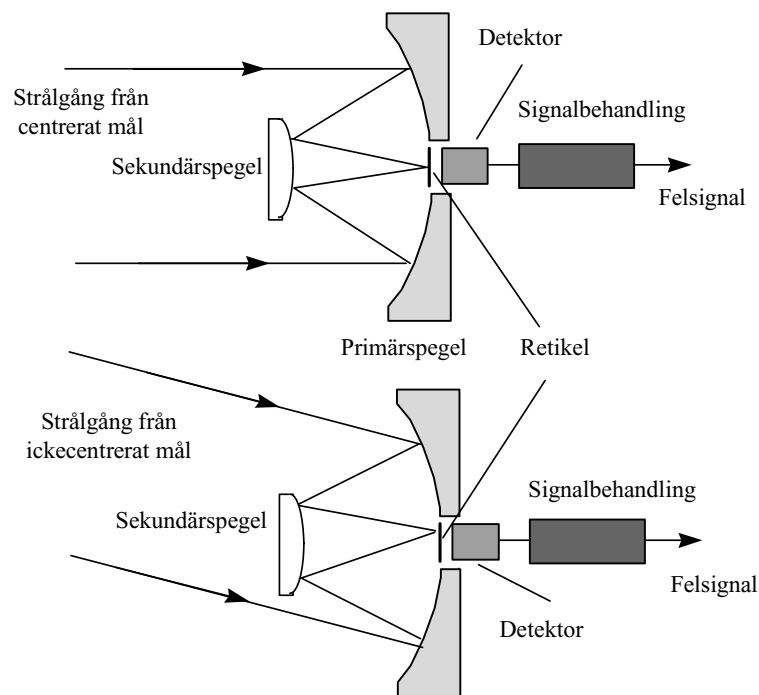 Detektor
Strålgång från
centrerat mål
Signalbehandling
Sekundärspegel
Felsignal
Primärspegel
Retikel
Strålgång från
ickecentrerat mål
Signalbehandling
Sekundärspegel
Felsignal
Detektor